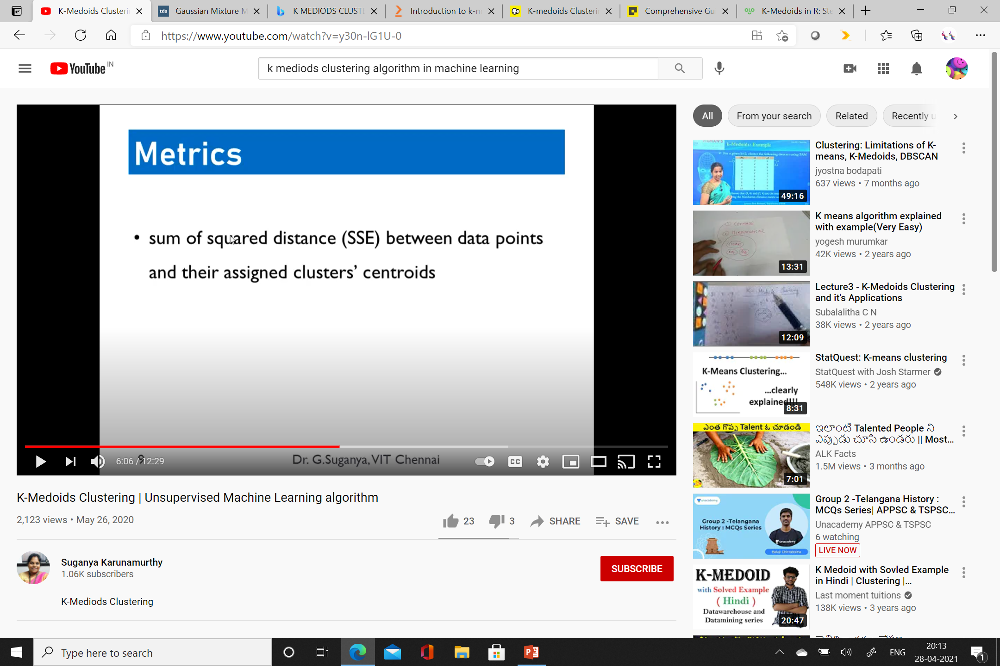 K-Medoids Clusteri
tds Gaussian Mixture M
K MEDIODS CLUSTE
Introduction to k-m
K-medoids Clusteri
Comprehensive Gui
OLO K-Medoids in R: Ste
https://www.youtube.com/watch?v=y30n-lG1U-0
YouTube IN
k mediods clustering algorithm in machine learning
Metrics
• sum of squared distance (SSE) between data points
and their assigned clusters' centroids
9
Dr. G.Suganya,VIT Chennai
6:06 / 12:29
CC
K-Medoids Clustering | Unsupervised Machine Learning algorithm
2,123 views • May 26, 2020
23
3
SHARE
SAVE
Suganya Karunamurthy
1.06K subscribers
SUBSCRIBE
K-Mediods Clustering
All
From your search
Related
Recently u
VIGNAN'S
k-Medoids: Example
49:16
Clustering: Limitations of K-
means, K-Medoids, DBSCAN
jyostna bodapati
637 views • 7 months ago
13:31
K means algorithm explained
with example(Very Easy)
yogesh murumkar
42K views • 2 years ago
12:09
Lecture3 - K-Medoids Clustering
and it's Applications
Subalalitha C N
38K views • 2 years ago
K-Means Clustering...
...clearly
explained!!!
8:31
StatQuest: K-means clustering
StatQuest with Josh Starmer
548K views • 2 years ago
ఎంత గొప్ప Talent ఓ చూడండి
7:01
ఇలాంటి Talented People ని
ఎప్పుడు చూసి ఉండరు || Most...
ALK Facts
1.5M views • 3 months ago
unacademy
Group 2 -Telangana
History : MCQs Series
unacademy
Balaji Chinnaboina
Group 2 -Telangana History :
MCQs Series| APPSC & TSPSC...
Unacademy APPSC & TSPSC
6 watching
LIVE NOW
K-MEDOID
with Solved Example
( Hindi )
Datawarehouse and
Datamining series
20:47
K Medoid with Sovled Example
in Hindi | Clustering |...
Last moment tuitions
138K views • 3 years ago
Type here to search
ENG
20:13
28-04-2021
1